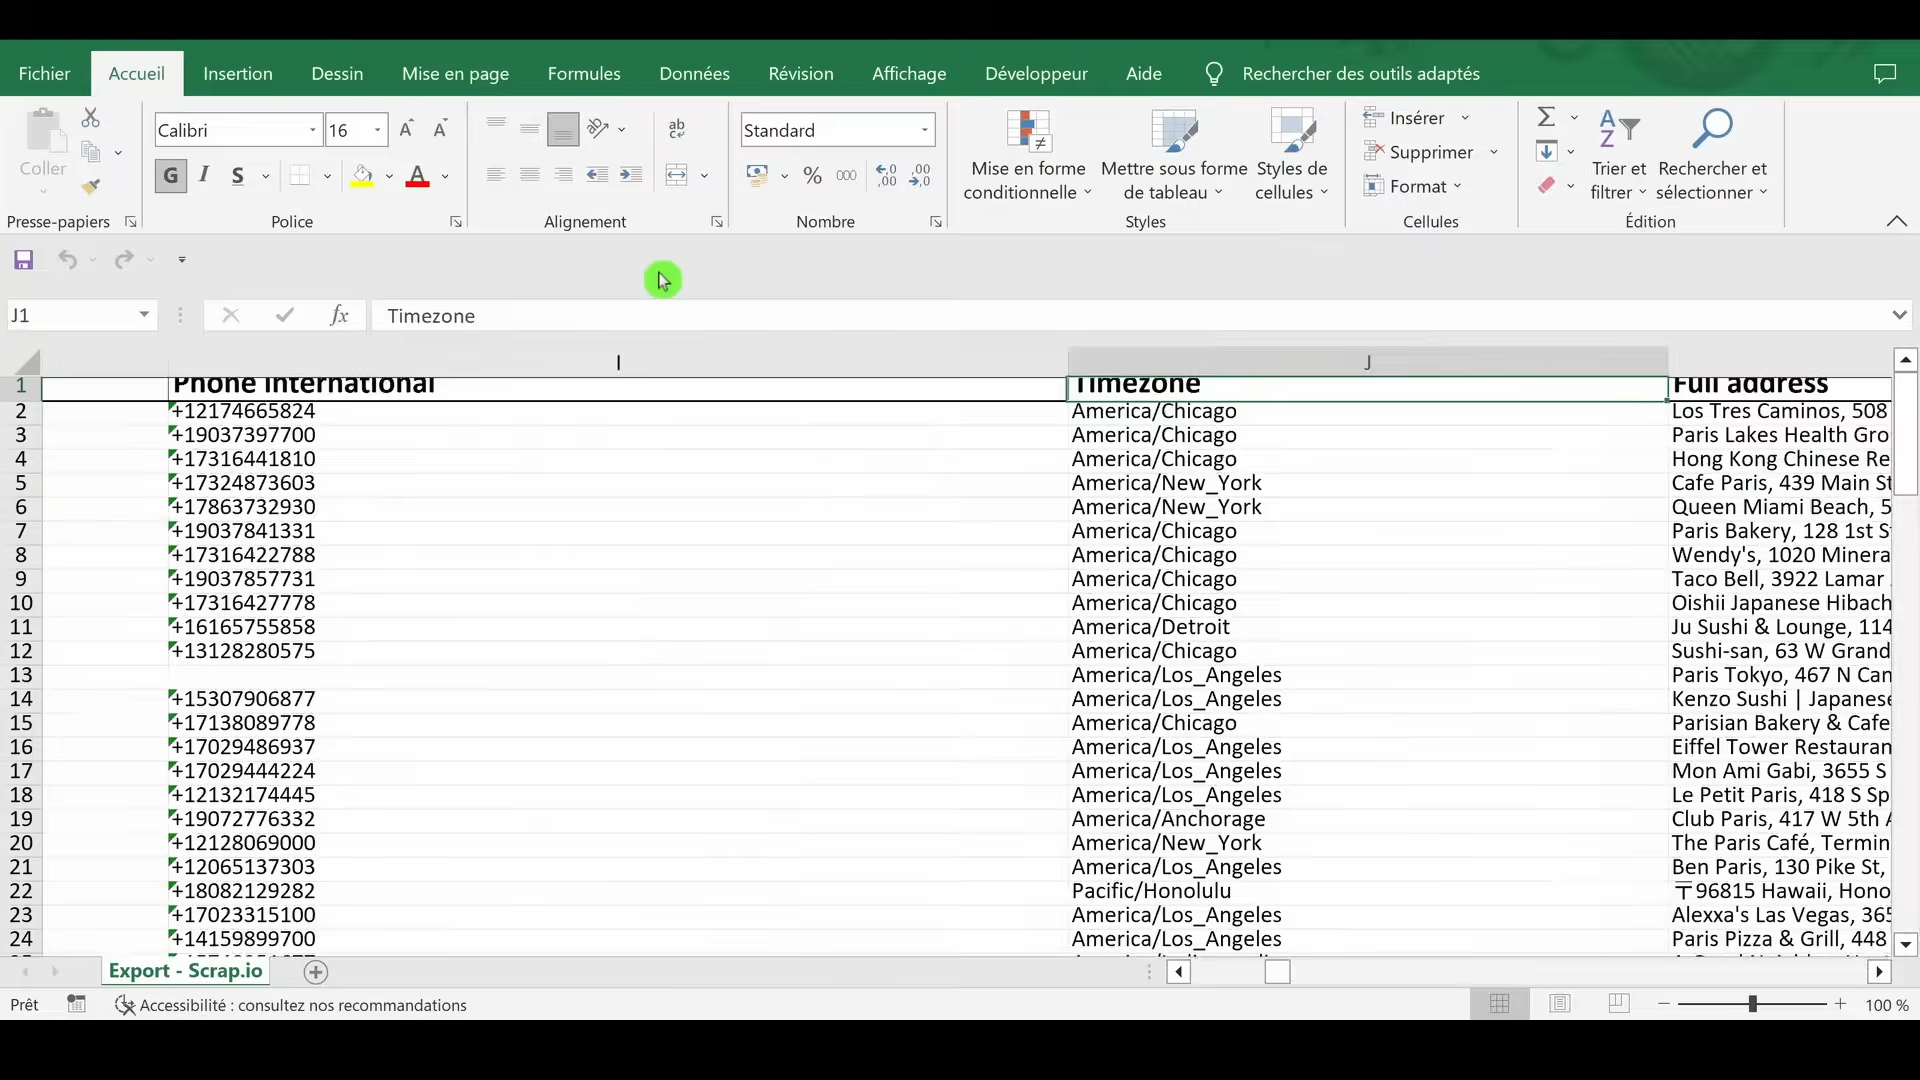 Fichier Accueil Insertion Dessin Mise en page Formules Données Révision Affichage Développeur Aide Rechercher des outils adaptés
Coller
Presse-papiers
Calibri 16
G I S
Police
ab
Alignement
Standard
% 000
Nombre
Mise en forme conditionnelle
Mettre sous forme de tableau
Styles de cellules
Styles
Insérer
Supprimer
Format
Cellules
Trier et filtrer
Rechercher et sélectionner
Édition
J1 fx Timezone
I J
1 Phone international Timezone Full address
2 +12174665824 America/Chicago Los Tres Caminos, 508
3 +19037397700 America/Chicago Paris Lakes Health Gro
4 +17316441810 America/Chicago Hong Kong Chinese Re
5 +17324873603 America/New_York Cafe Paris, 439 Main St
6 +17863732930 America/New_York Queen Miami Beach, 5
7 +19037841331 America/Chicago Paris Bakery, 128 1st S
8 +17316422788 America/Chicago Wendy's, 1020 Minera
9 +19037857731 America/Chicago Taco Bell, 3922 Lamar
10 +17316427778 America/Chicago Oishii Japanese Hibach
11 +16165755858 America/Detroit Ju Sushi & Lounge, 114
12 +13128280575 America/Chicago Sushi-san, 63 W Grand
13 America/Los_Angeles Paris Tokyo, 467 N Can
14 +15307906877 America/Los_Angeles Kenzo Sushi | Japanese
15 +17138089778 America/Chicago Parisian Bakery & Cafe
16 +17029486937 America/Los_Angeles Eiffel Tower Restauran
17 +17029444224 America/Los_Angeles Mon Ami Gabi, 3655 S
18 +12132174445 America/Los_Angeles Le Petit Paris, 418 S Sp
19 +19072776332 America/Anchorage Club Paris, 417 W 5th A
20 +12128069000 America/New_York The Paris Café, Termin
21 +12065137303 America/Los_Angeles Ben Paris, 130 Pike St,
22 +18082129282 Pacific/Honolulu 〒96815 Hawaii, Hono
23 +17023315100 America/Los_Angeles Alexxa's Las Vegas, 365
24 +14159899700 America/Los_Angeles Paris Pizza & Grill, 448
Export - Scrap.io
Prêt Accessibilité : consultez nos recommandations 100 %